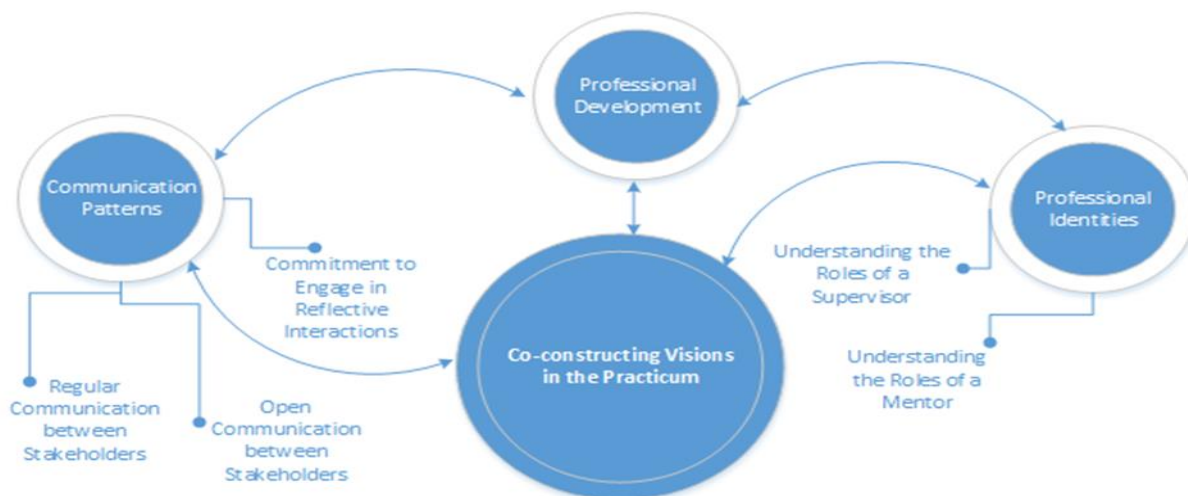 Professional
Development
Communication
Patterns
Professional
Identities
Commitment to
Engage in
Reflective
Interactions
Understanding the
Roles of a
Supervisor
Co-constructing Visions
in the Practicum
Understanding
the Roles of a
Mentor
Regular
Communication
between
Stakeholders
Open
Communication
between
Stakeholders